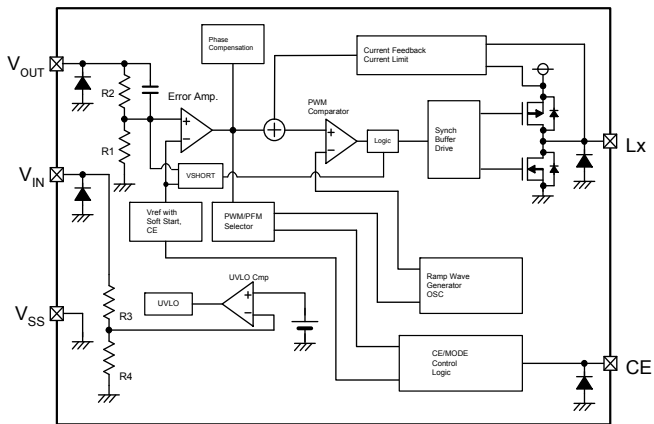 Phase
Compensation
Current Feedback
Current Limit
VOUT
R2
Error Amp.
PWM
Comparator
R1
Logic
Synch
Buffer
Drive
Lx
VIN
VSHORT
Vref with
Soft Start,
CE
PWM/PFM
Selector
Ramp Wave
Generator
OSC
UVLO Cmp
UVLO
R3
VSS
R4
CE/MODE
Control
Logic
CE